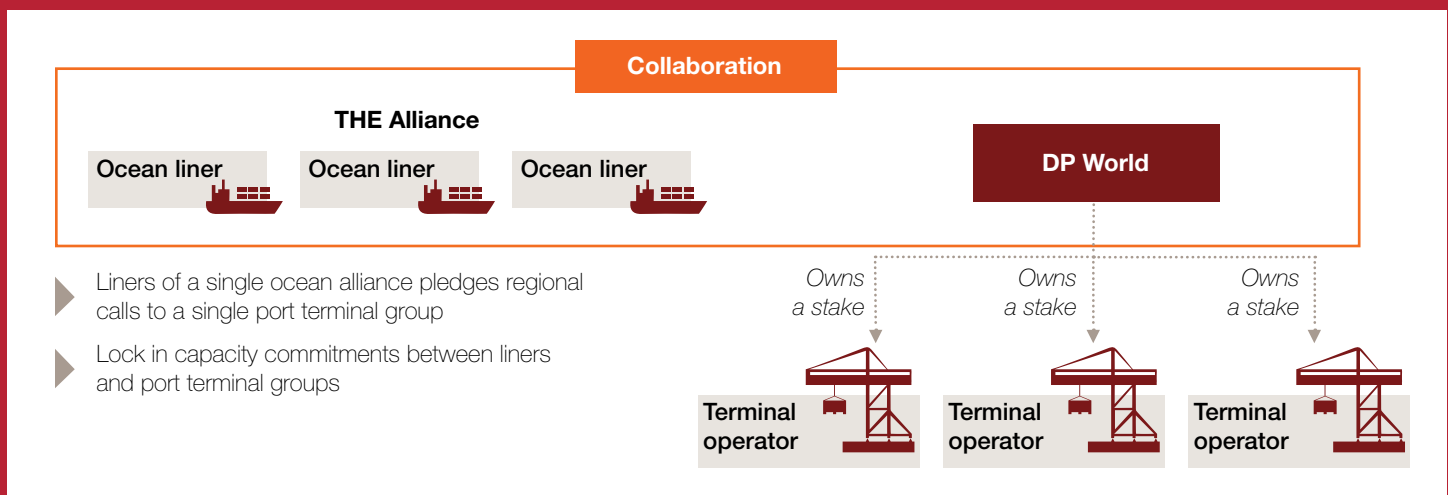 Collaboration
THE Alliance
Ocean liner
Ocean liner
Ocean liner
DP World
Liners of a single ocean alliance pledges regional
calls to a single port terminal group
Lock in capacity commitments between liners
and port terminal groups
Owns
a stake
Owns
a stake
Owns
a stake
Terminal
operator
Terminal
operator
Terminal
operator